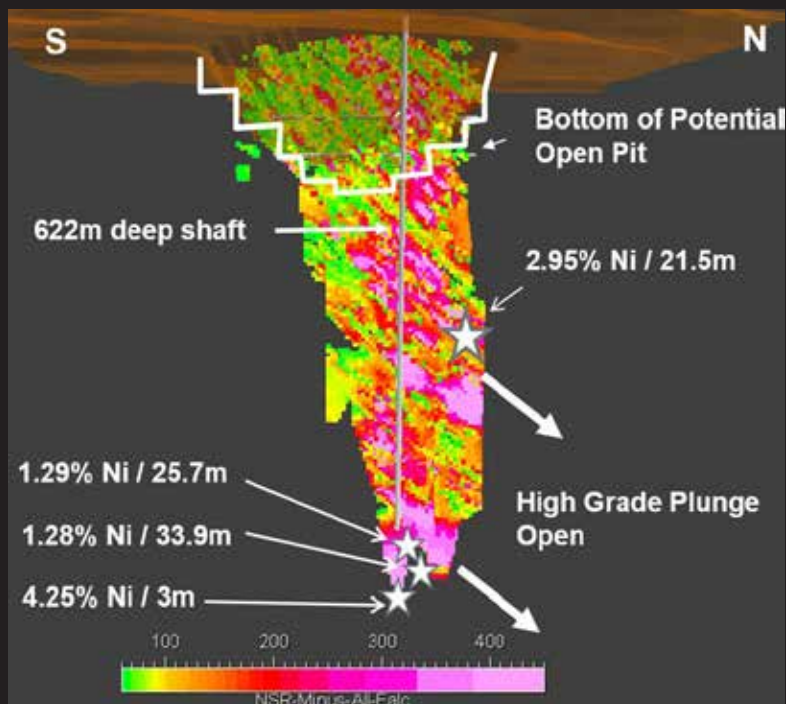 S
N
Bottom of Potential
Open Pit
622m deep shaft
2.95% Ni / 21.5m
1.29% Ni / 25.7m
1.28% Ni / 33.9m
High Grade Plunge
Open
4.25% Ni / 3m
100 200 300 400